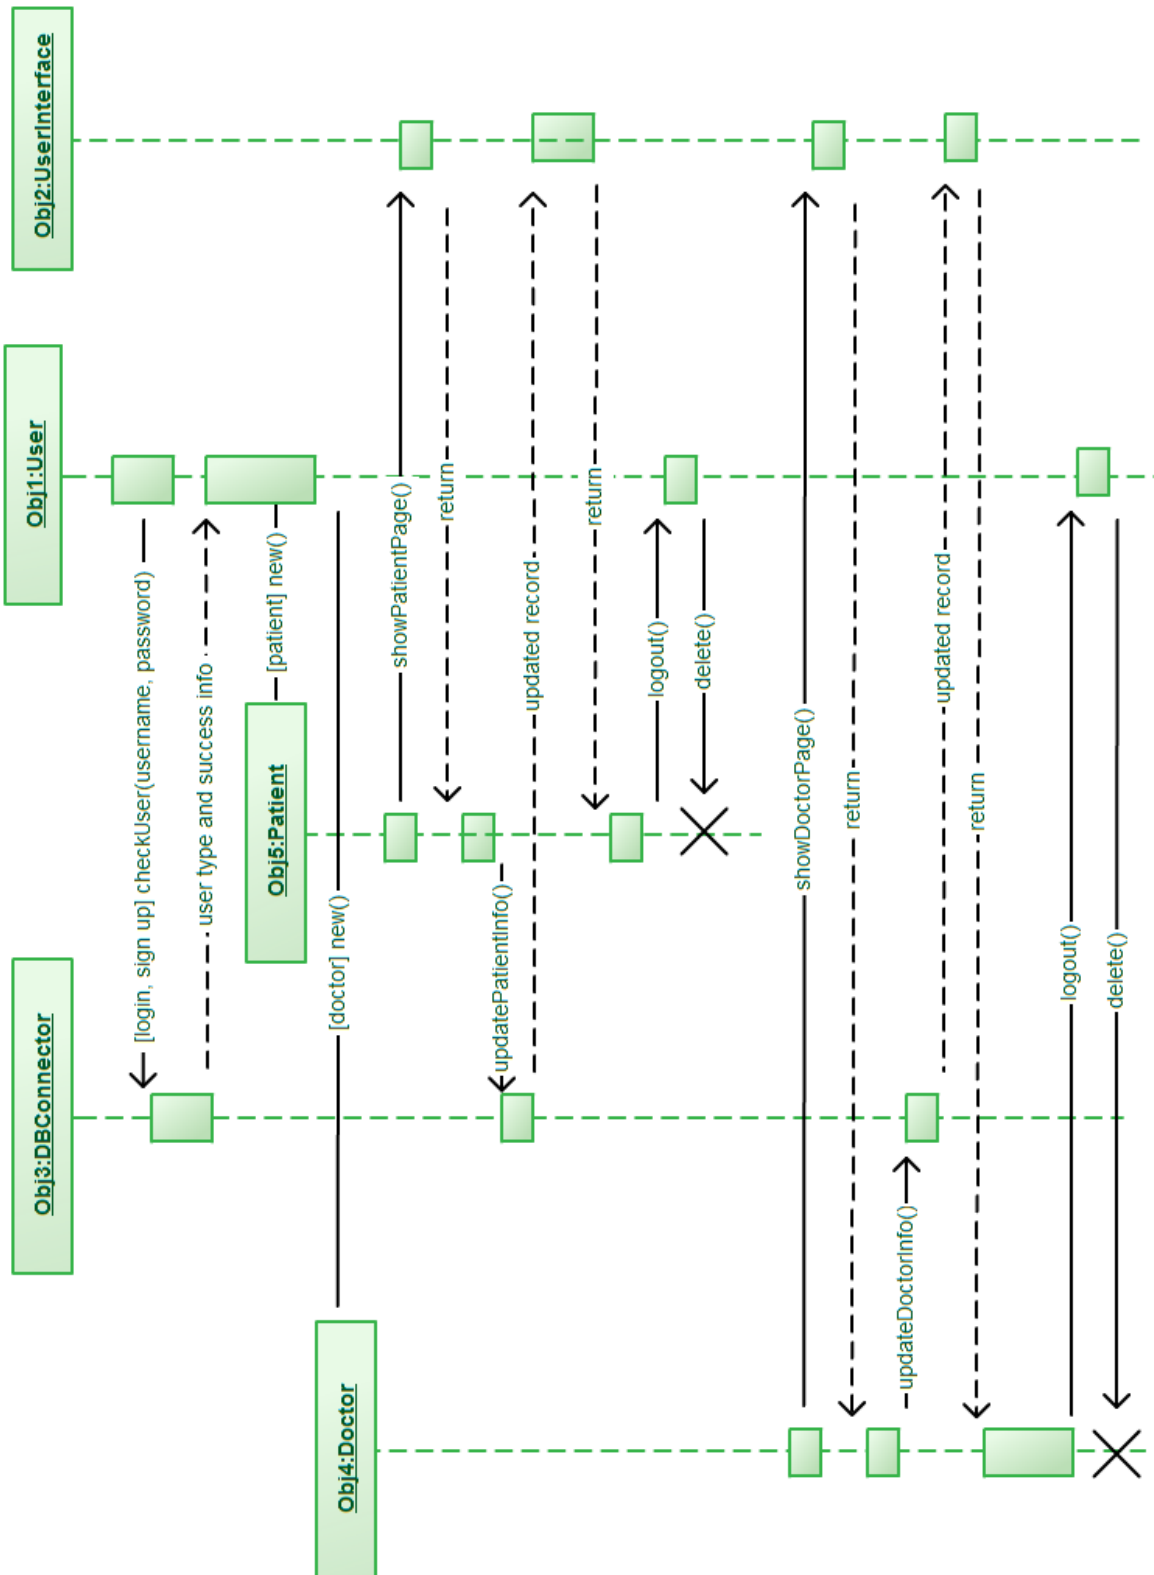 Obj4:Doctor
Obj3:DBConnector
Obj1:User
Obj2:UserInterface
[login, sign up] checkUser(username, password)
user type and success info
Obj5:Patient
[patient] new()
[doctor] new()
showPatientPage()
return
updatePatientInfo()
updated record
return
logout()
delete()
showDoctorPage()
return
updateDoctorInfo()
updated record
return
logout()
delete()